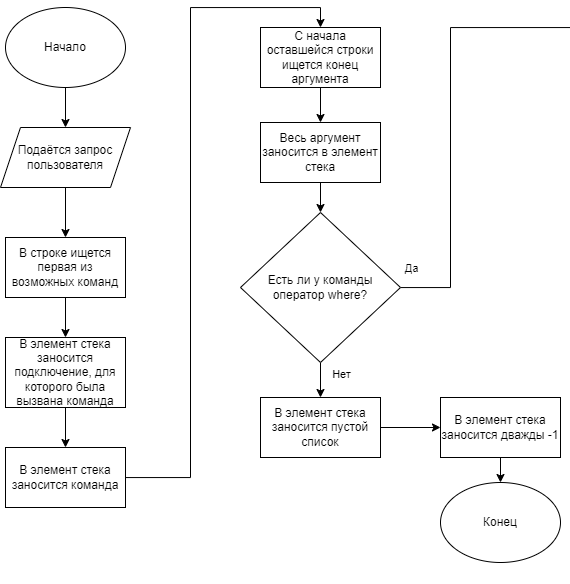 Начало
Подаётся запрос
пользователя
В строке ищется
первая из
возможных команд
В элемент стека
заносится
подключение, для
которого была
вызвана команда
В элемент стека
заносится команда
С начала
оставшейся строки
ищется конец
аргумента
Весь аргумент
заносится в элемент
стека
Есть ли у команды
оператор where?
Да
Нет
В элемент стека
заносится пустой
список
В элемент стека
заносится дважды -1
Конец